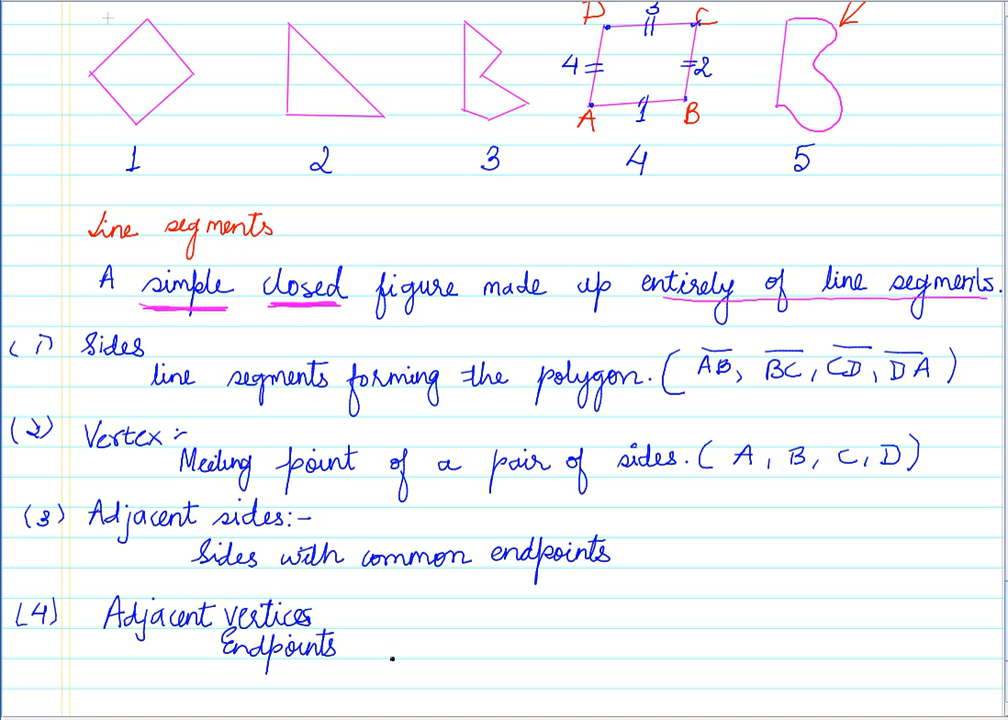 D 3 C
4 2
A 1 B
1 2 3 4 5
Line segments
A simple closed figure made up entirely of line segments.
(1) Sides
line segments forming the polygon. (AB, BC, CD, DA)
(2) Vertex :-
Meeting point of a pair of sides. (A, B, C, D)
(3) Adjacent sides:-
Sides with common endpoints
(4) Adjacent vertices
Endpoints